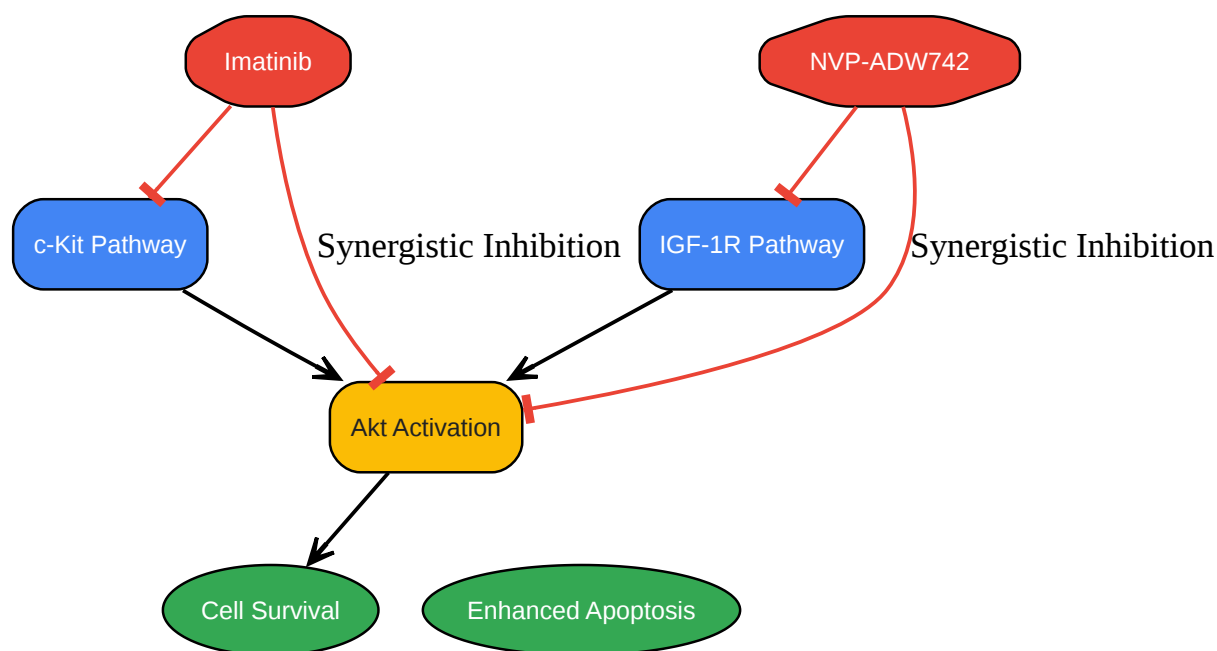 Imatinib
NVP-ADW742
c-Kit Pathway
Synergistic Inhibition
IGF-1R Pathway
Synergistic Inhibition
Akt Activation
Cell Survival
Enhanced Apoptosis